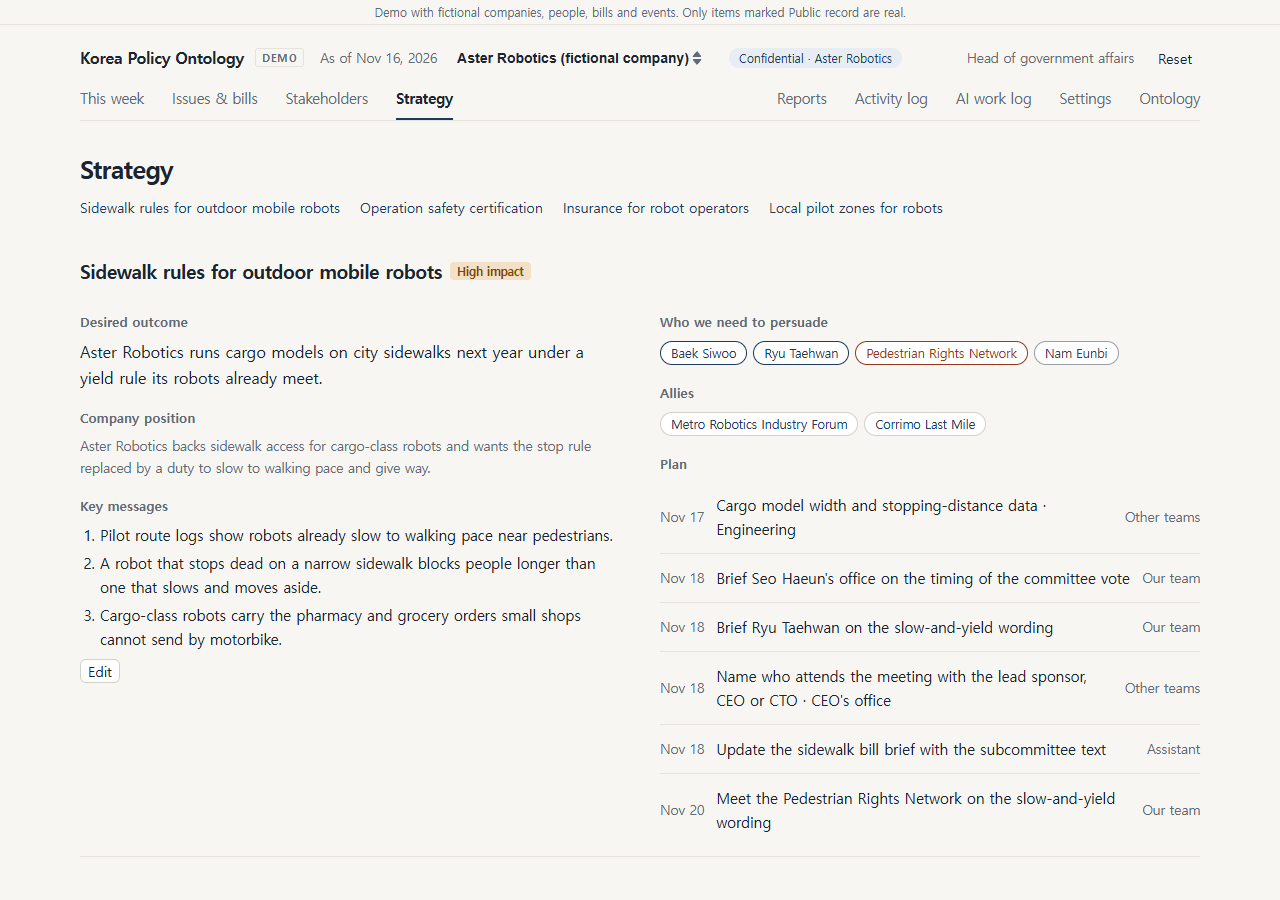 Demo with fictional companies, people, bills and events. Only items marked Public record are real.
Korea Policy Ontology DEMO As of Nov 16, 2026 Aster Robotics (fictional company) Confidential · Aster Robotics Head of government affairs Reset
This week Issues & bills Stakeholders Strategy Reports Activity log AI work log Settings Ontology
Strategy
Sidewalk rules for outdoor mobile robots Operation safety certification Insurance for robot operators Local pilot zones for robots
Sidewalk rules for outdoor mobile robots High impact
Desired outcome
Aster Robotics runs cargo models on city sidewalks next year under a
yield rule its robots already meet.
Company position
Aster Robotics backs sidewalk access for cargo-class robots and wants the stop rule
replaced by a duty to slow to walking pace and give way.
Key messages
1. Pilot route logs show robots already slow to walking pace near pedestrians.
2. A robot that stops dead on a narrow sidewalk blocks people longer than
one that slows and moves aside.
3. Cargo-class robots carry the pharmacy and grocery orders small shops
cannot send by motorbike.
Edit
Who we need to persuade
Baek Siwoo Ryu Taehwan Pedestrian Rights Network Nam Eunbi
Allies
Metro Robotics Industry Forum Corrimo Last Mile
Plan
Nov 17 Cargo model width and stopping-distance data ·
Engineering Other teams
Nov 18 Brief Seo Haeun's office on the timing of the committee vote Our team
Nov 18 Brief Ryu Taehwan on the slow-and-yield wording Our team
Nov 18 Name who attends the meeting with the lead sponsor,
CEO or CTO · CEO's office Other teams
Nov 18 Update the sidewalk bill brief with the subcommittee text Assistant
Nov 20 Meet the Pedestrian Rights Network on the slow-and-yield
wording Our team